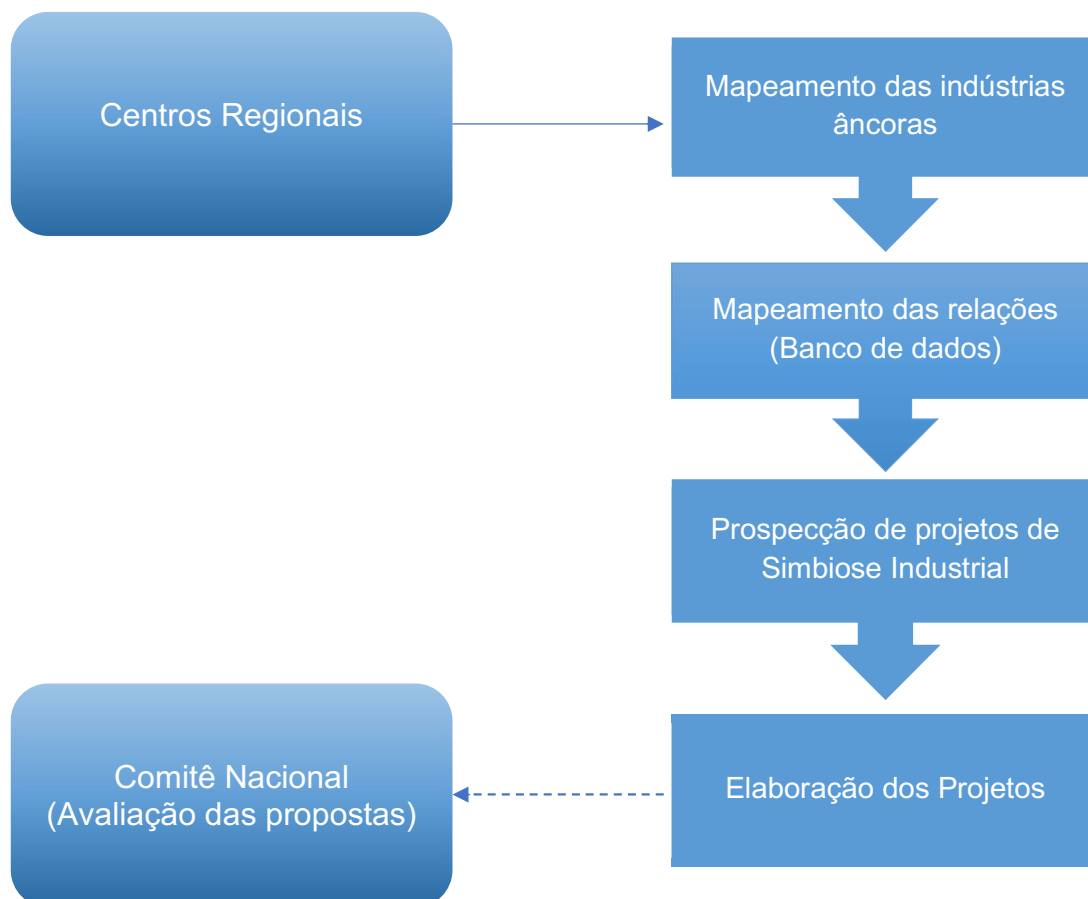 Centros Regionais
Mapeamento das indústrias
âncoras
Mapeamento das relações
(Banco de dados)
Prospecção de projetos de
Simbiose Industrial
Elaboração dos Projetos
Comitê Nacional
(Avaliação das propostas)